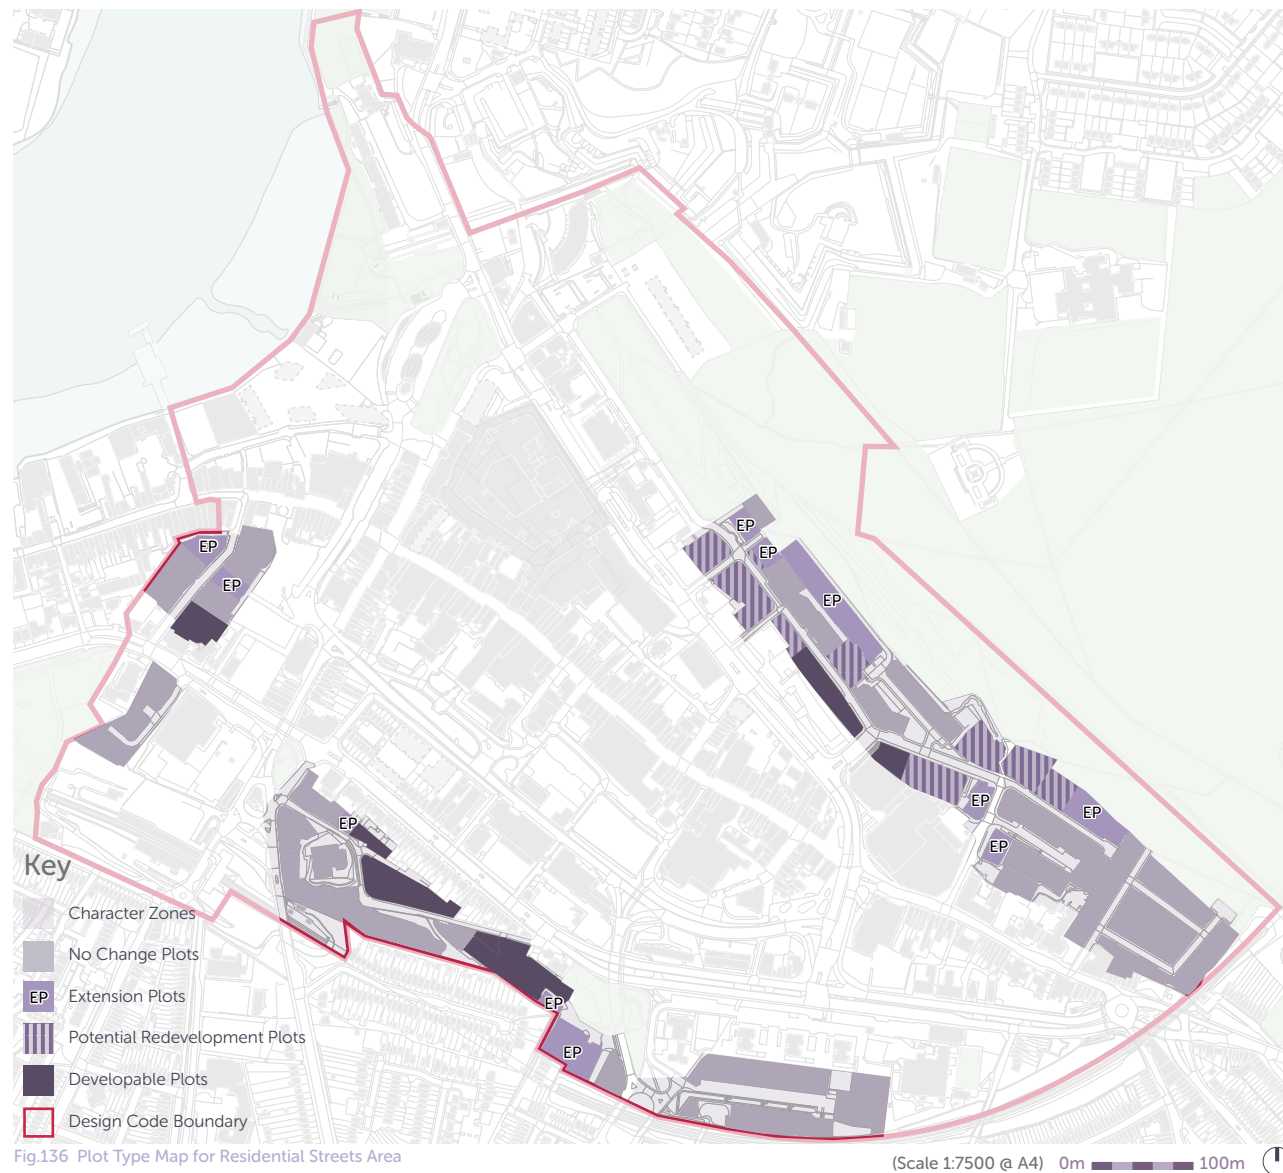 EP
EP
EP
EP
EP
EP
EP
EP
EP
EP
EP
Key
Character Zones
No Change Plots
EP Extension Plots
Potential Redevelopment Plots
Developable Plots
Design Code Boundary
Fig.136 Plot Type Map for Residential Streets Area
(Scale 1:7500 @ A4) 0m 100m